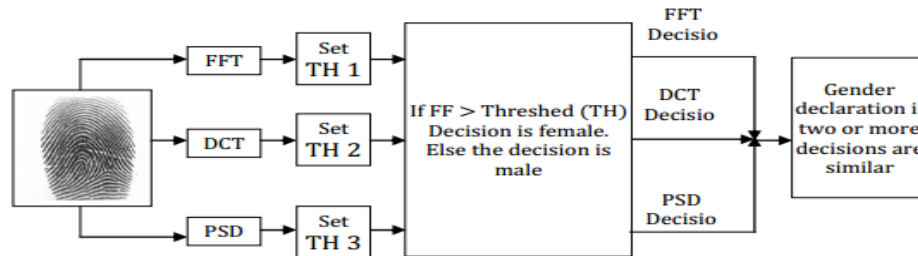 FFT
Set
TH 1
DCT
Set
TH 2
PSD
Set
TH 3
If FF > Threshed (TH)
Decision is female.
Else the decision is
male
FFT
Decisio
DCT
Decisio
PSD
Decisio
Gender
declaration i
two or more
decisions are
similar